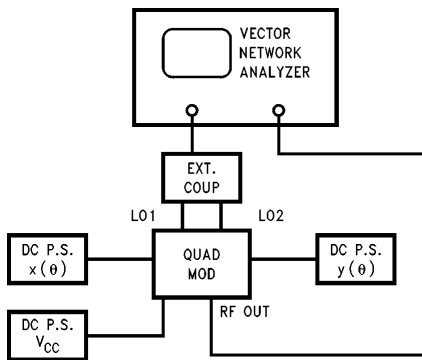 VECTOR
NETWORK
ANALYZER
EXT.
COUP
LO1
LO2
DC P.S.
x(θ)
QUAD
MOD
DC P.S.
y(θ)
RF OUT
DC P.S.
VCC